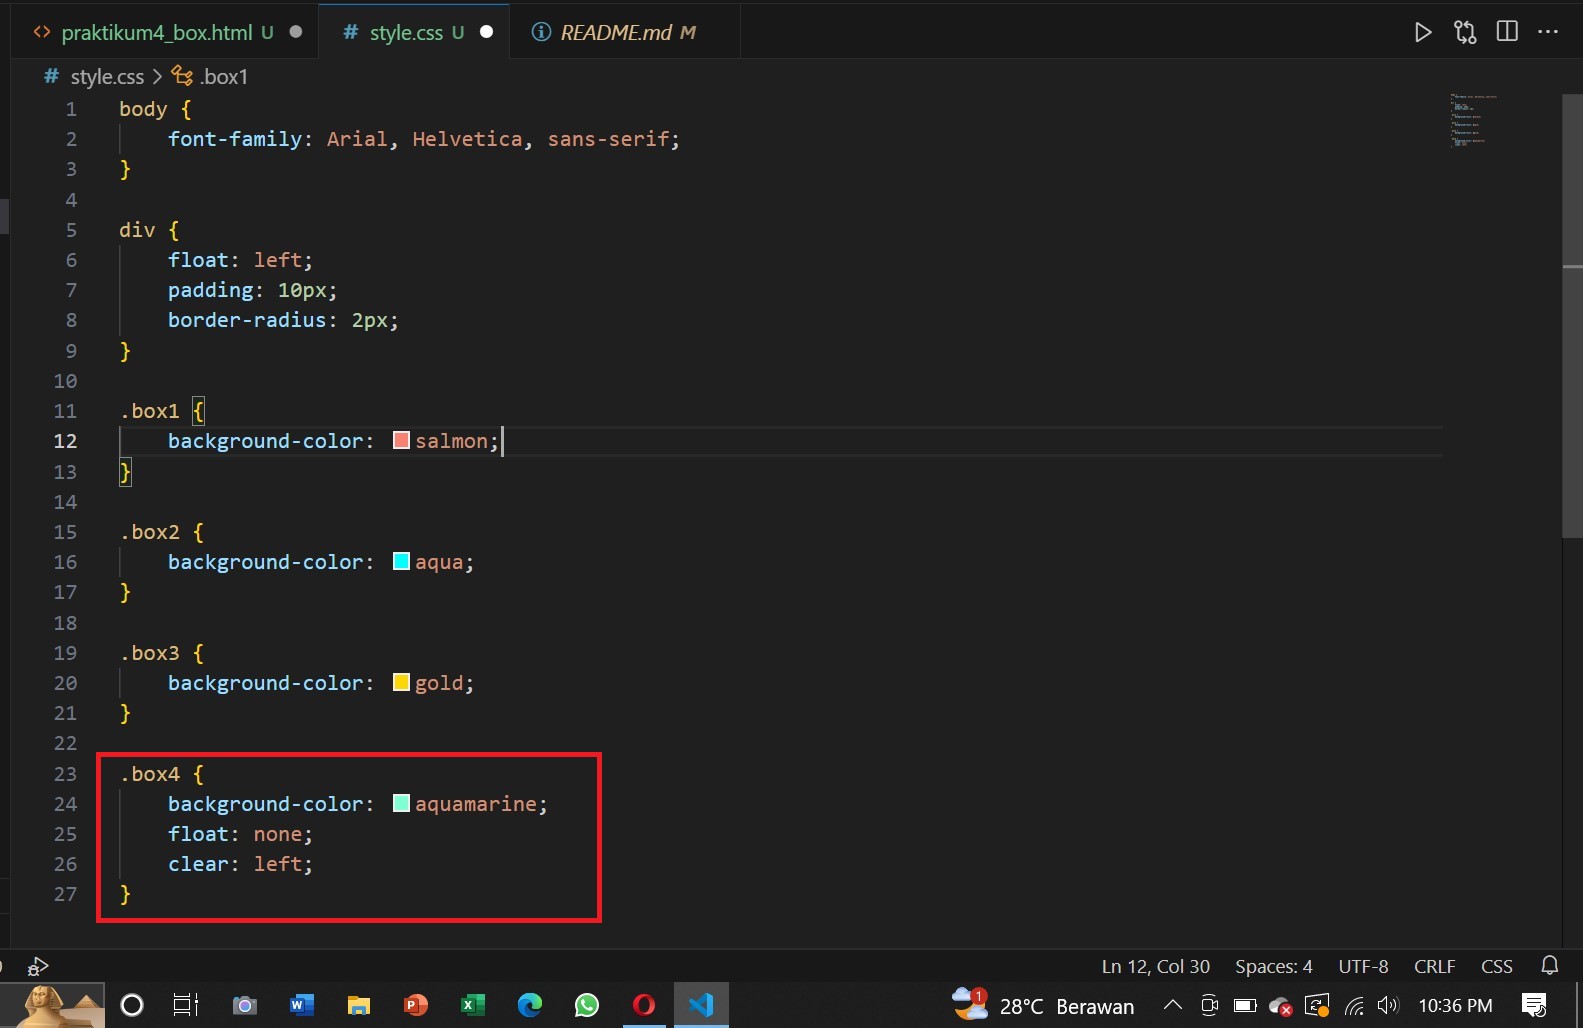 praktikum4_box.html U
style.css U
README.md M
style.css > .box1
1 body {
2     font-family: Arial, Helvetica, sans-serif;
3 }
4
5 div {
6     float: left;
7     padding: 10px;
8     border-radius: 2px;
9 }
10
11 .box1 {
12     background-color: salmon;
13 }
14
15 .box2 {
16     background-color: aqua;
17 }
18
19 .box3 {
20     background-color: gold;
21 }
22
23 .box4 {
24     background-color: aquamarine;
25     float: none;
26     clear: left;
27 }
Ln 12, Col 30 Spaces: 4 UTF-8 CRLF CSS
1 28°C Berawan 10:36 PM